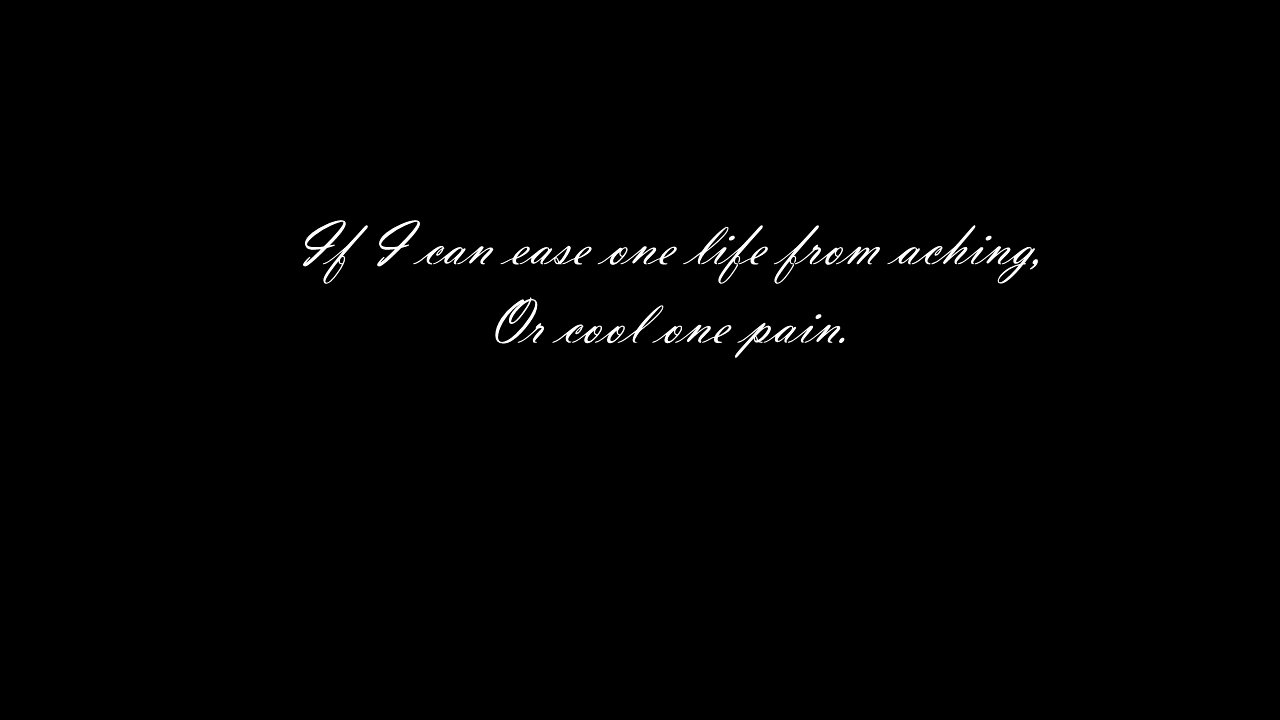 If I can ease one life from aching,
Or cool one pain.